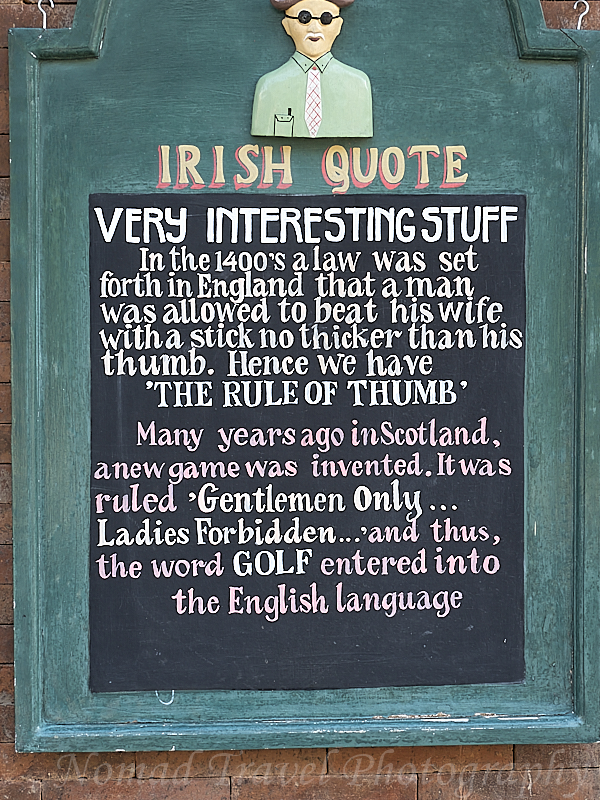 IRISH QUOTE
VERY INTERESTING STUFF
In the 1400's a law was set
forth in England that a man
was allowed to beat his wife
with a stick no thicker than his
thumb. Hence we have
'THE RULE OF THUMB'
Many years ago in Scotland,
a new game was invented. It was
ruled 'Gentlemen Only...
Ladies Forbidden...' and thus,
the word GOLF entered into
the English language
Nomad Travel Photography